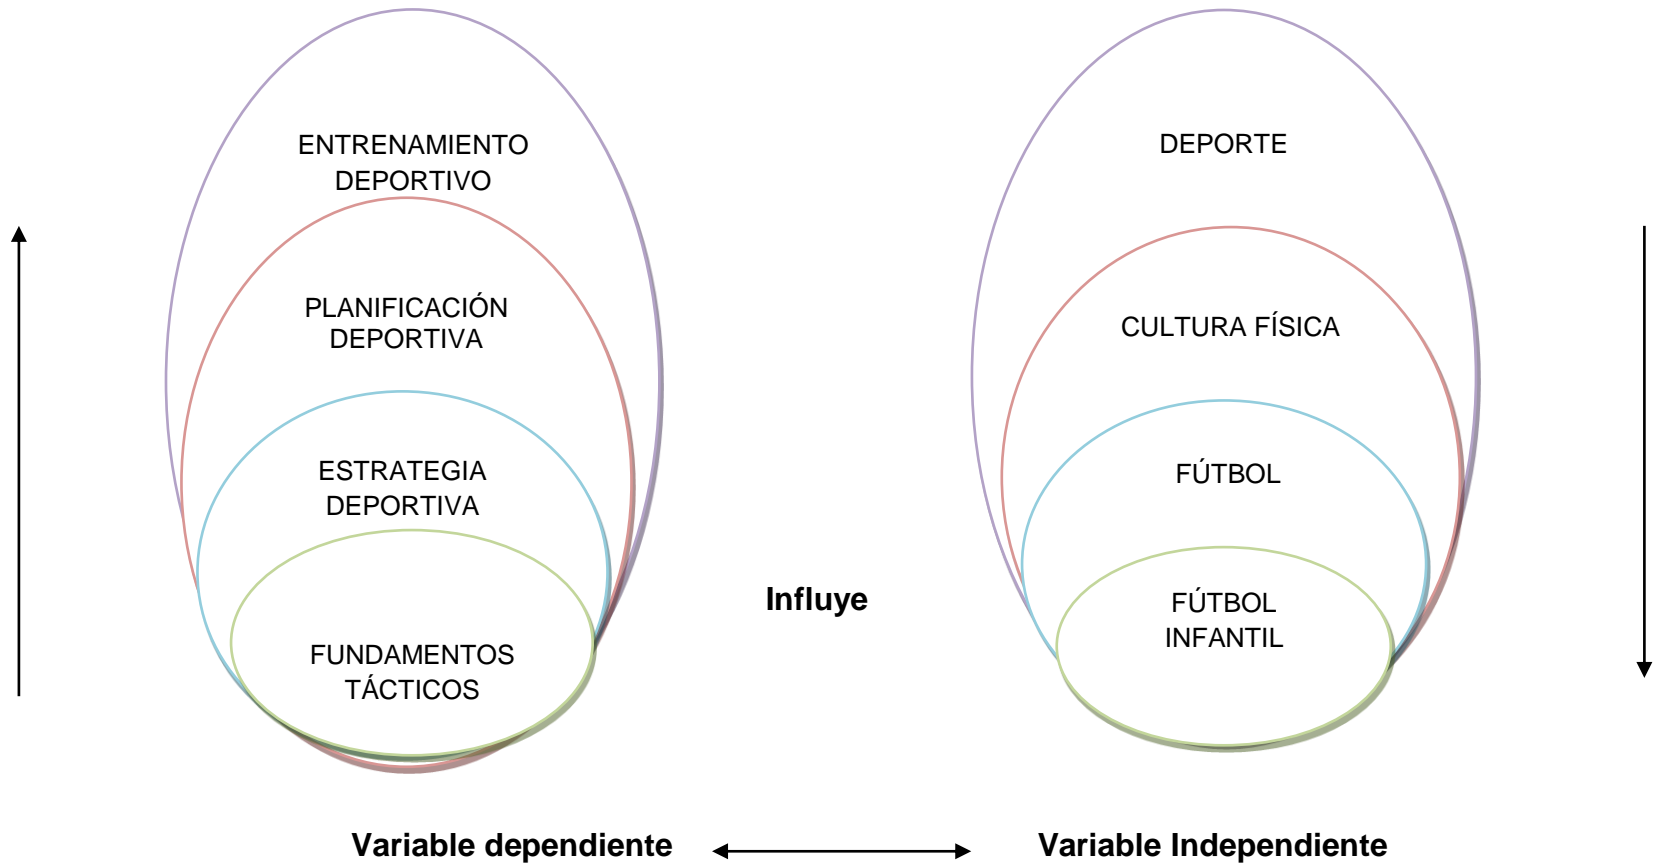 ENTRENAMIENTO
DEPORTIVO
PLANIFICACIÓN
DEPORTIVA
ESTRATEGIA
DEPORTIVA
FUNDAMENTOS
TÁCTICOS
Influye
DEPORTE
CULTURA FÍSICA
FÚTBOL
FÚTBOL
INFANTIL
Variable dependiente
Variable Independiente